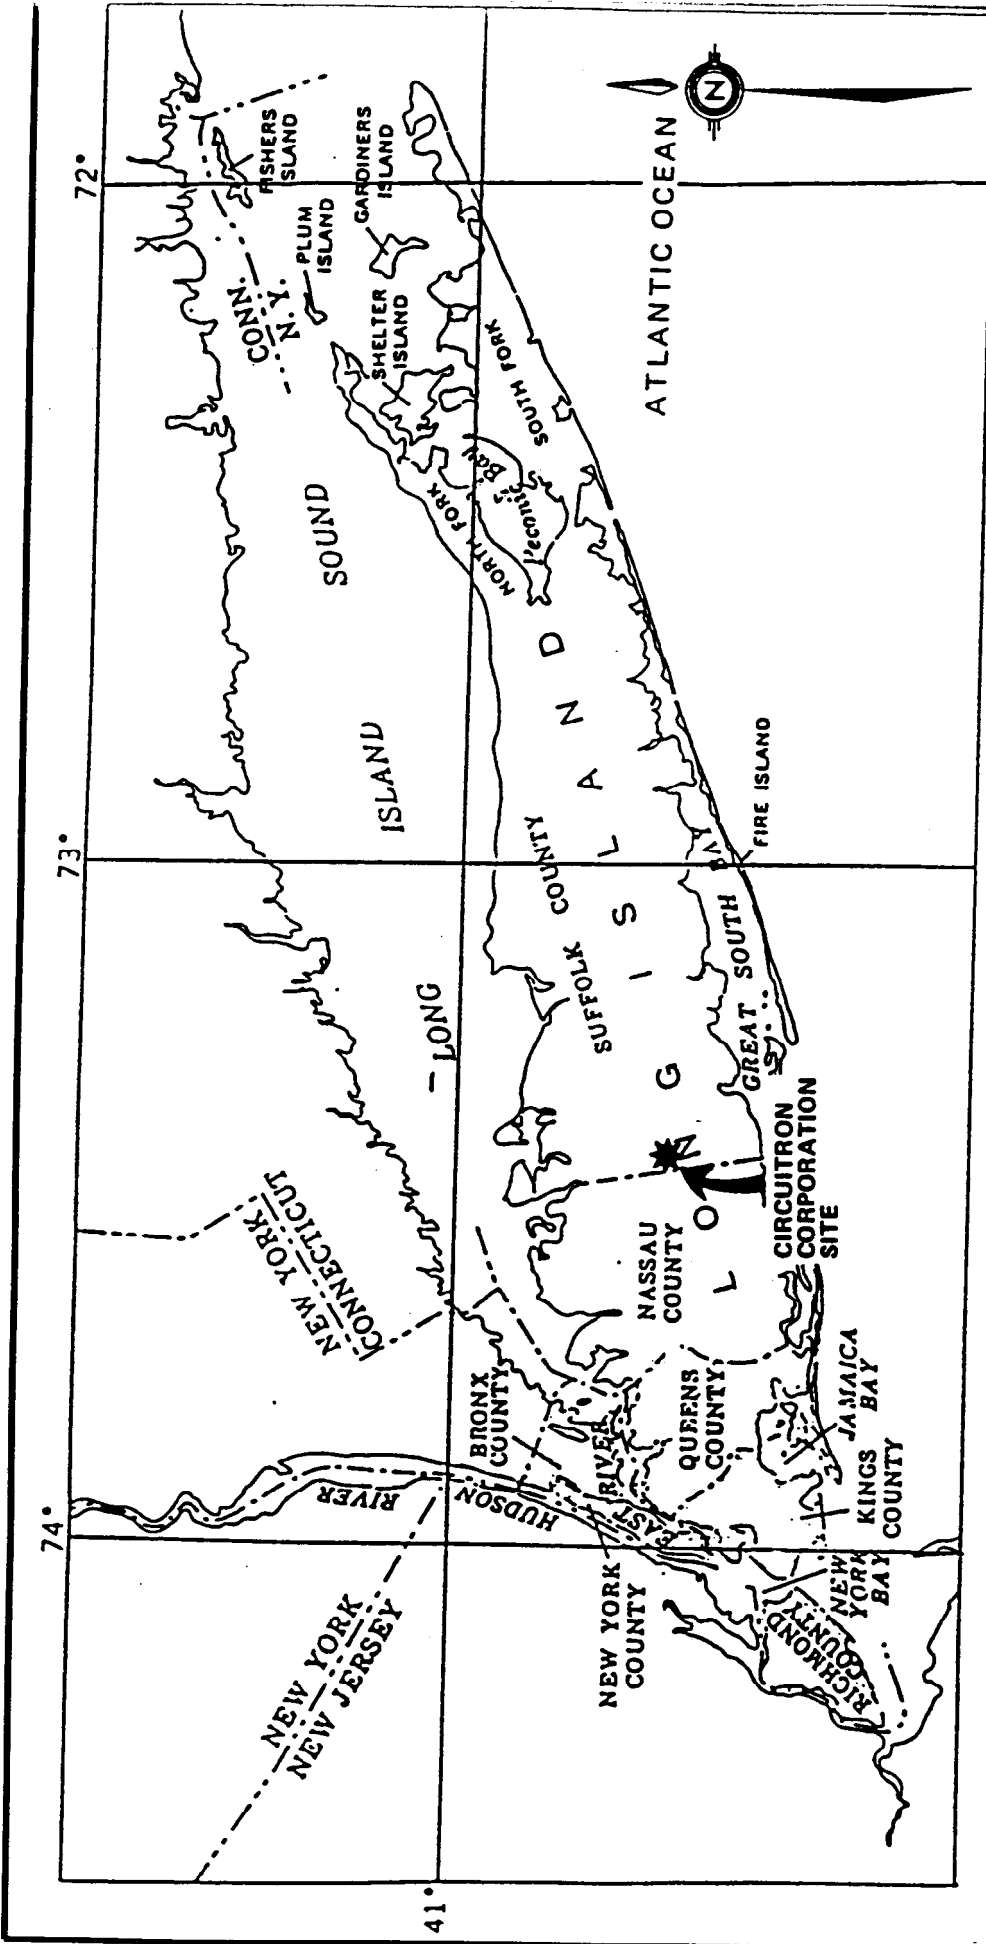 74°
73°
72°
41°
NEW YORK
NEW JERSEY
HUDSON
RIVER
NEW YORK
CONNECTICUT
CONN.
N.Y.
FISHERS
ISLAND
PLUM
ISLAND
GARDINERS
ISLAND
SHELTER
ISLAND
LONG
ISLAND
SOUND
NORTH FORK
Peconic Bay
SOUTH FORK
SUFFOLK COUNTY
LONG ISLAND
BRONX
COUNTY
EAST RIVER
NEW YORK
COUNTY
QUEENS
COUNTY
NASSAU
COUNTY
RICHMOND
COUNTY
NEW
YORK
BAY
KINGS
COUNTY
JAMAICA
BAY
CIRCUITRON
CORPORATION
SITE
GREAT SOUTH BAY
FIRE ISLAND
ATLANTIC OCEAN
N